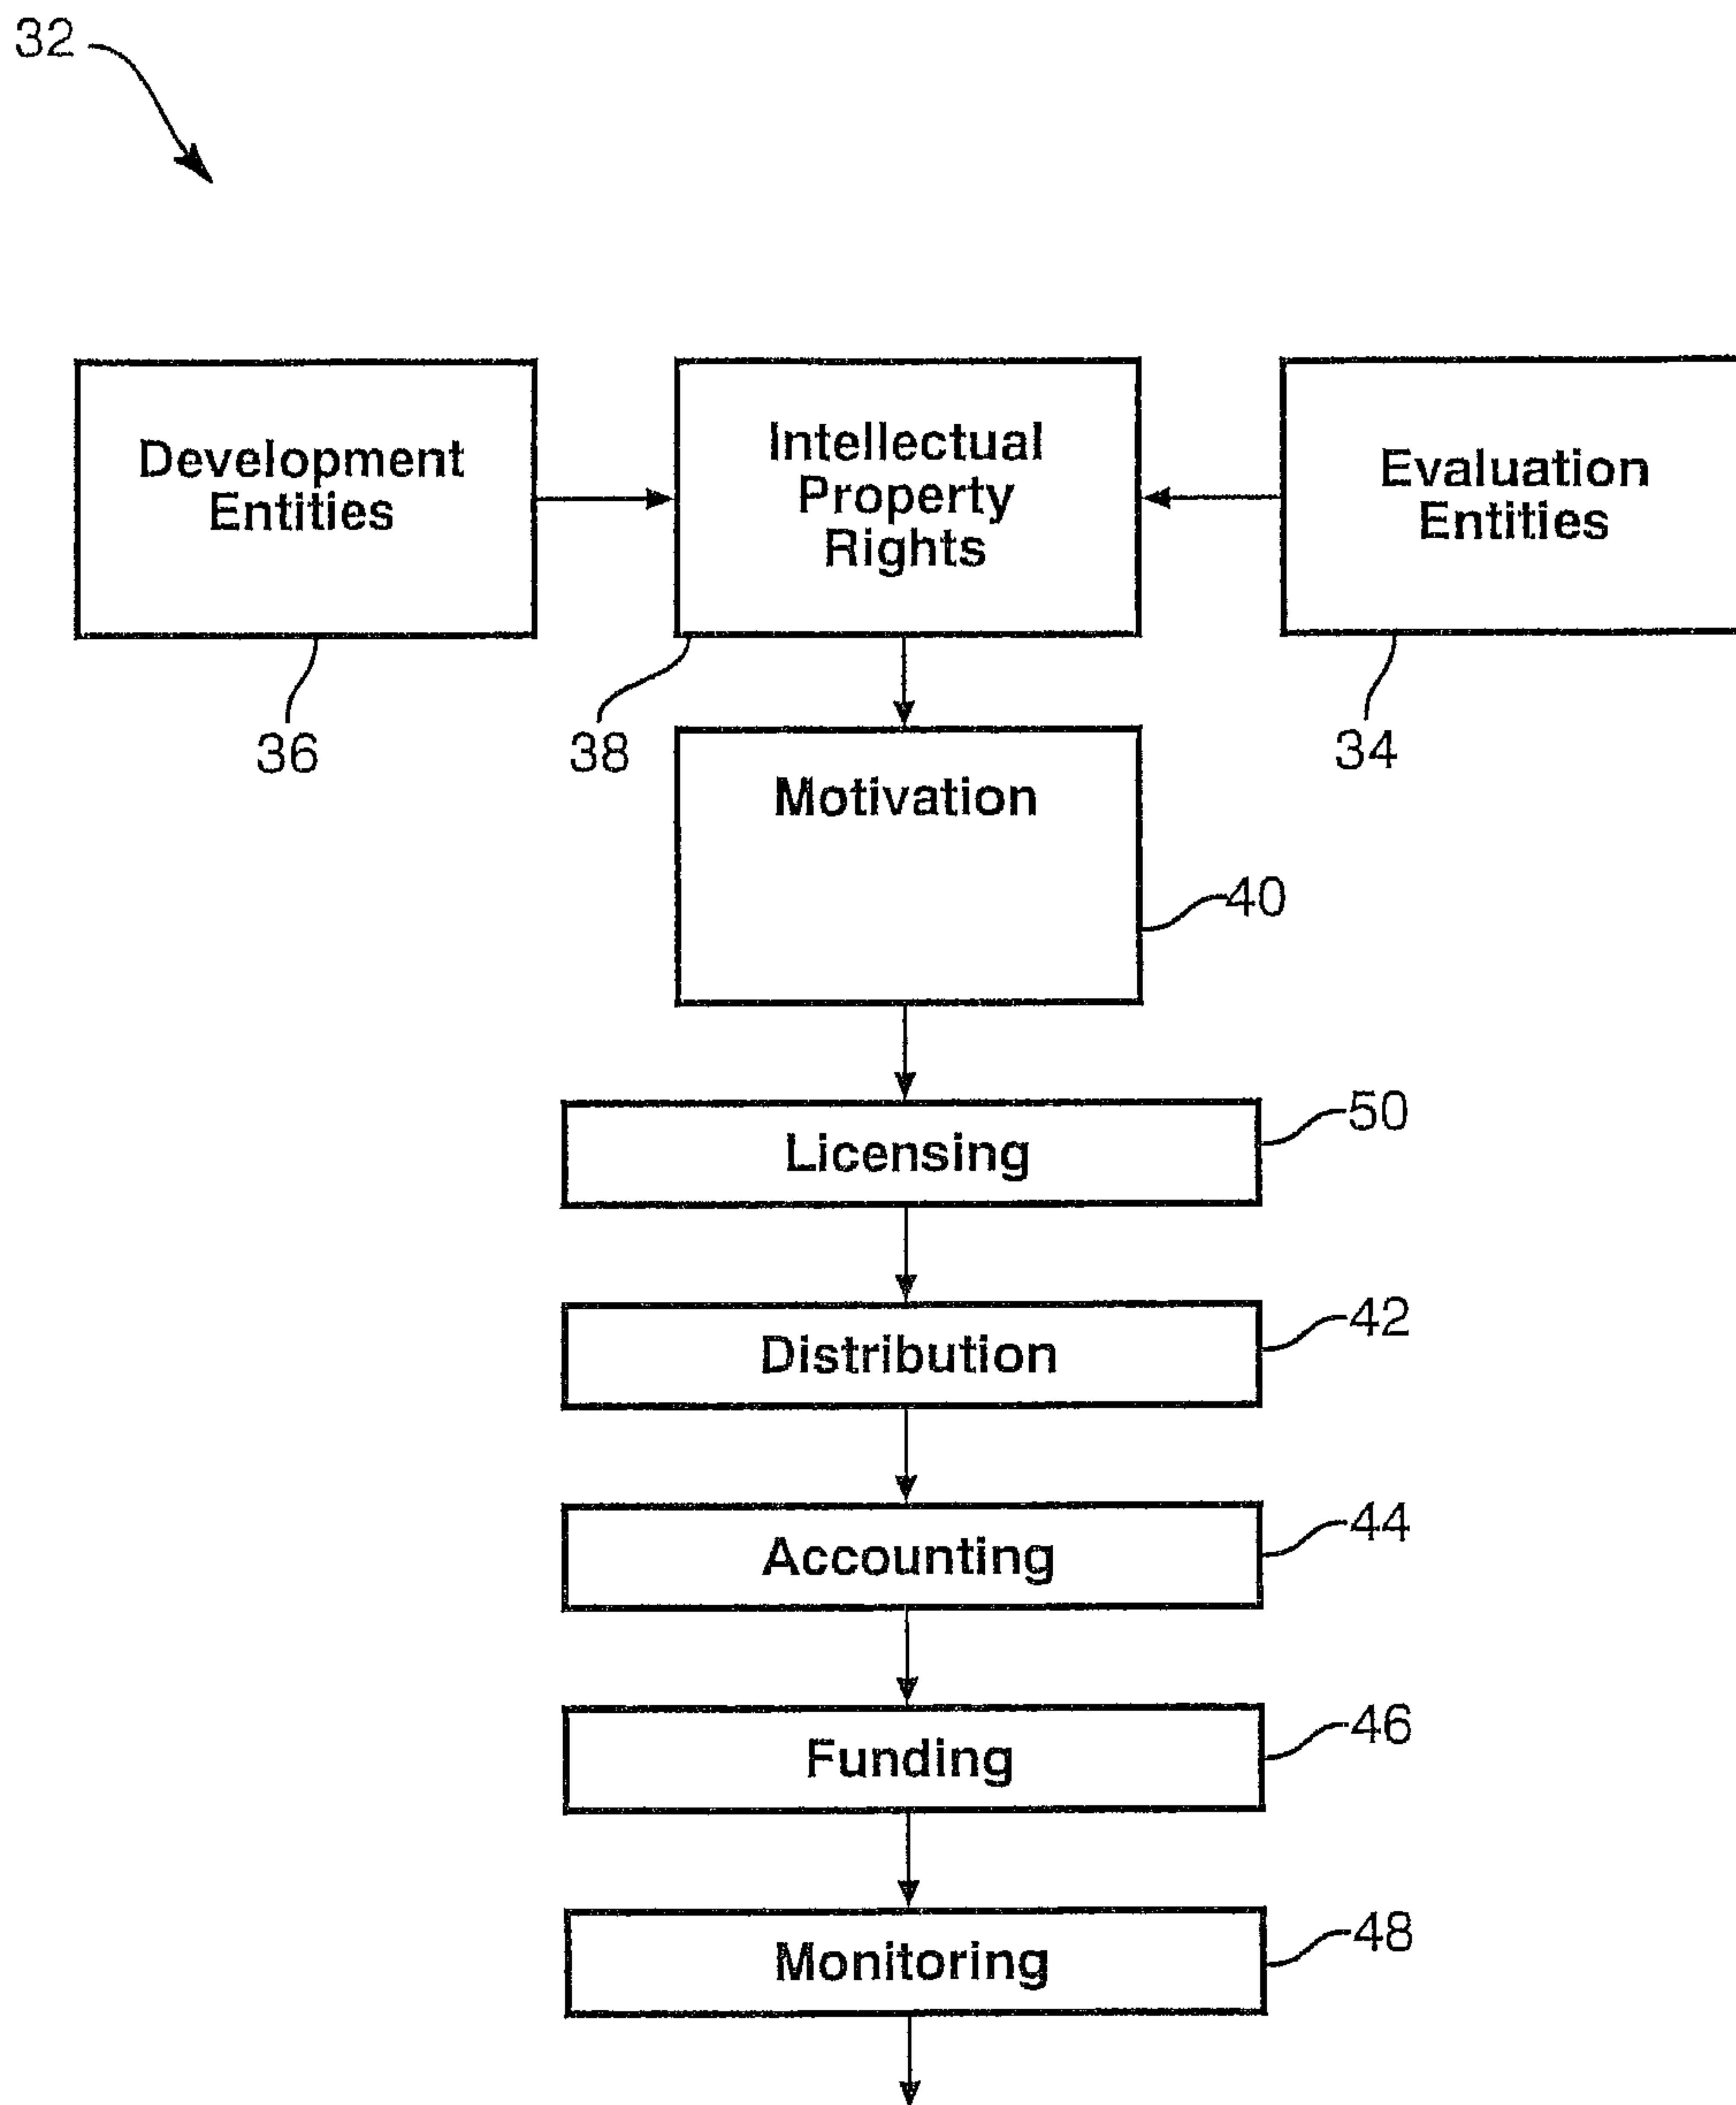 32
Development
Entities
Intellectual
Property
Rights
Evaluation
Entities
36
38
34
Motivation
40
Licensing
50
Distribution
42
Accounting
44
Funding
46
Monitoring
48